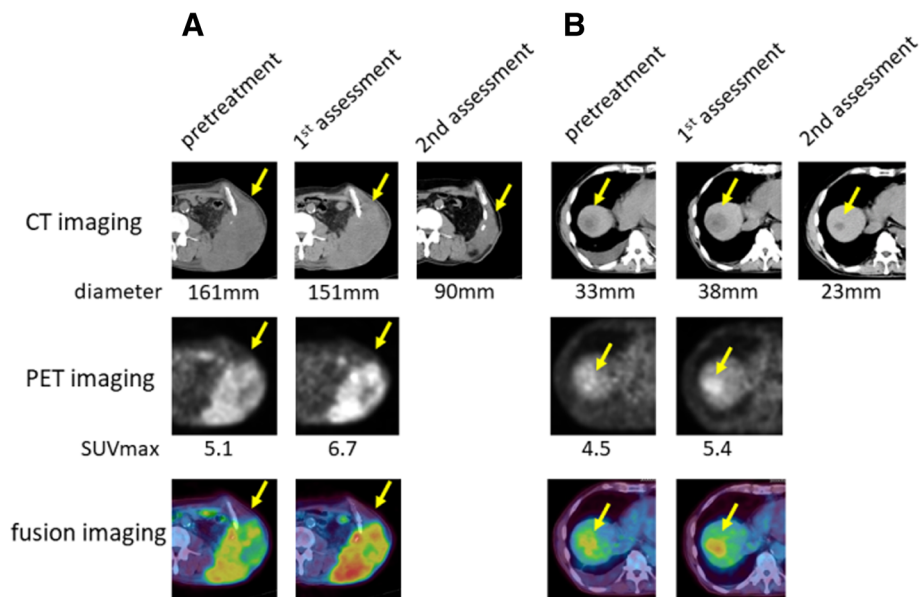 A
B
pretreatment
1st assessment
2nd assessment
pretreatment
1st assessment
2nd assessment
CT imaging
diameter
161mm
151mm
90mm
33mm
38mm
23mm
PET imaging
SUVmax
5.1
6.7
4.5
5.4
fusion imaging